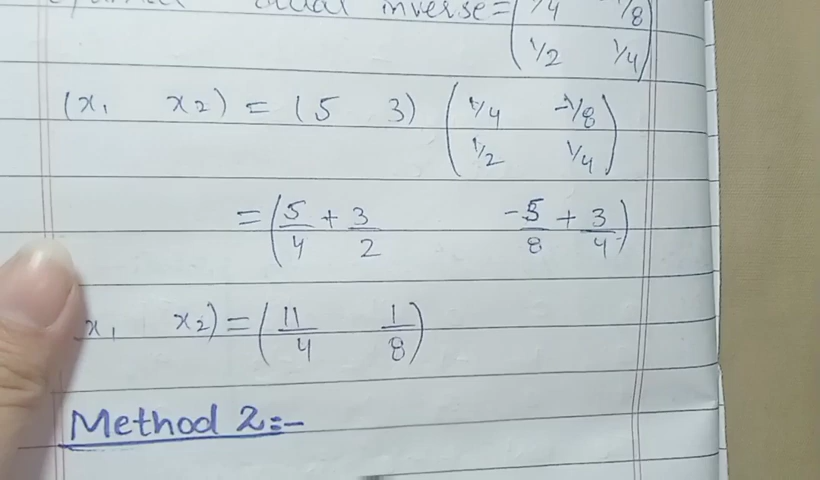 inverse = ( 1/4 1/8
1/2 1/4 )
(x₁ x₂) = (5 3) ( 1/4 -1/8
1/2 1/4 )
= ( 5/4 + 3/2 -5/8 + 3/4 )
x₁ x₂) = ( 11/4 1/8 )
Method 2:-